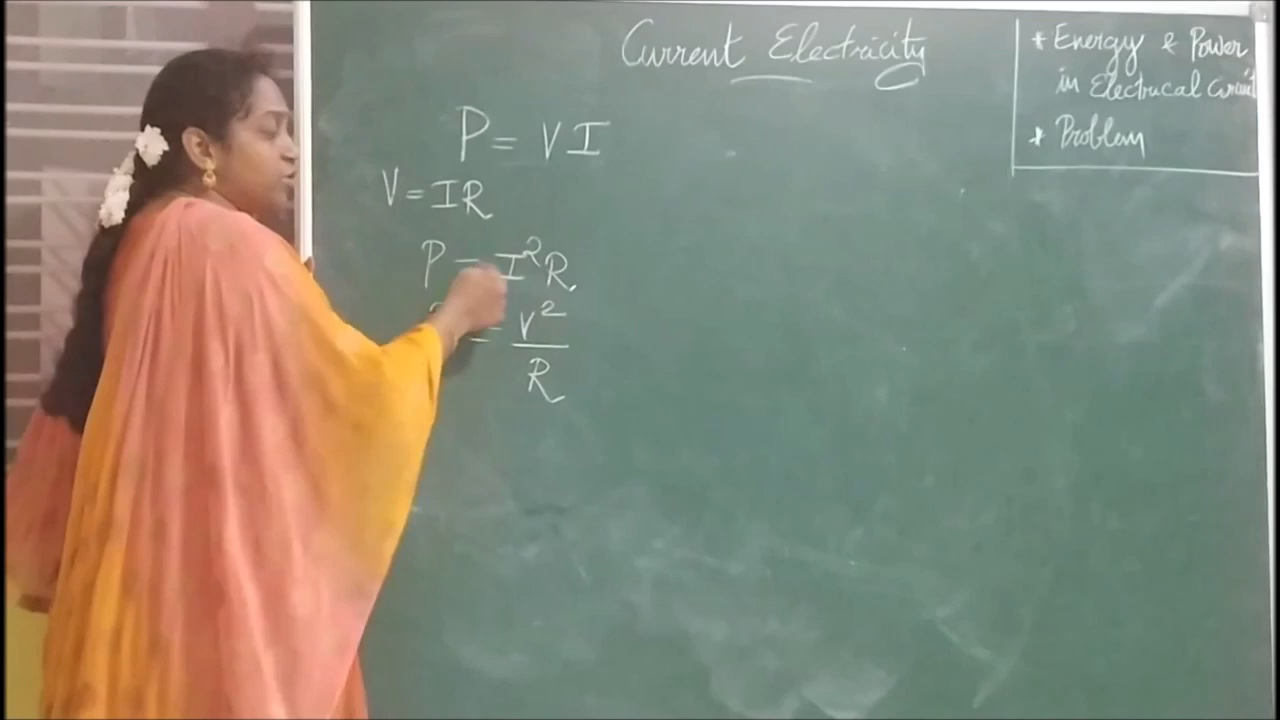 Current Electricity
* Energy & Power
in Electrical Circuit
* Problem
P = VI
V = IR
P = I²R
= V²/R